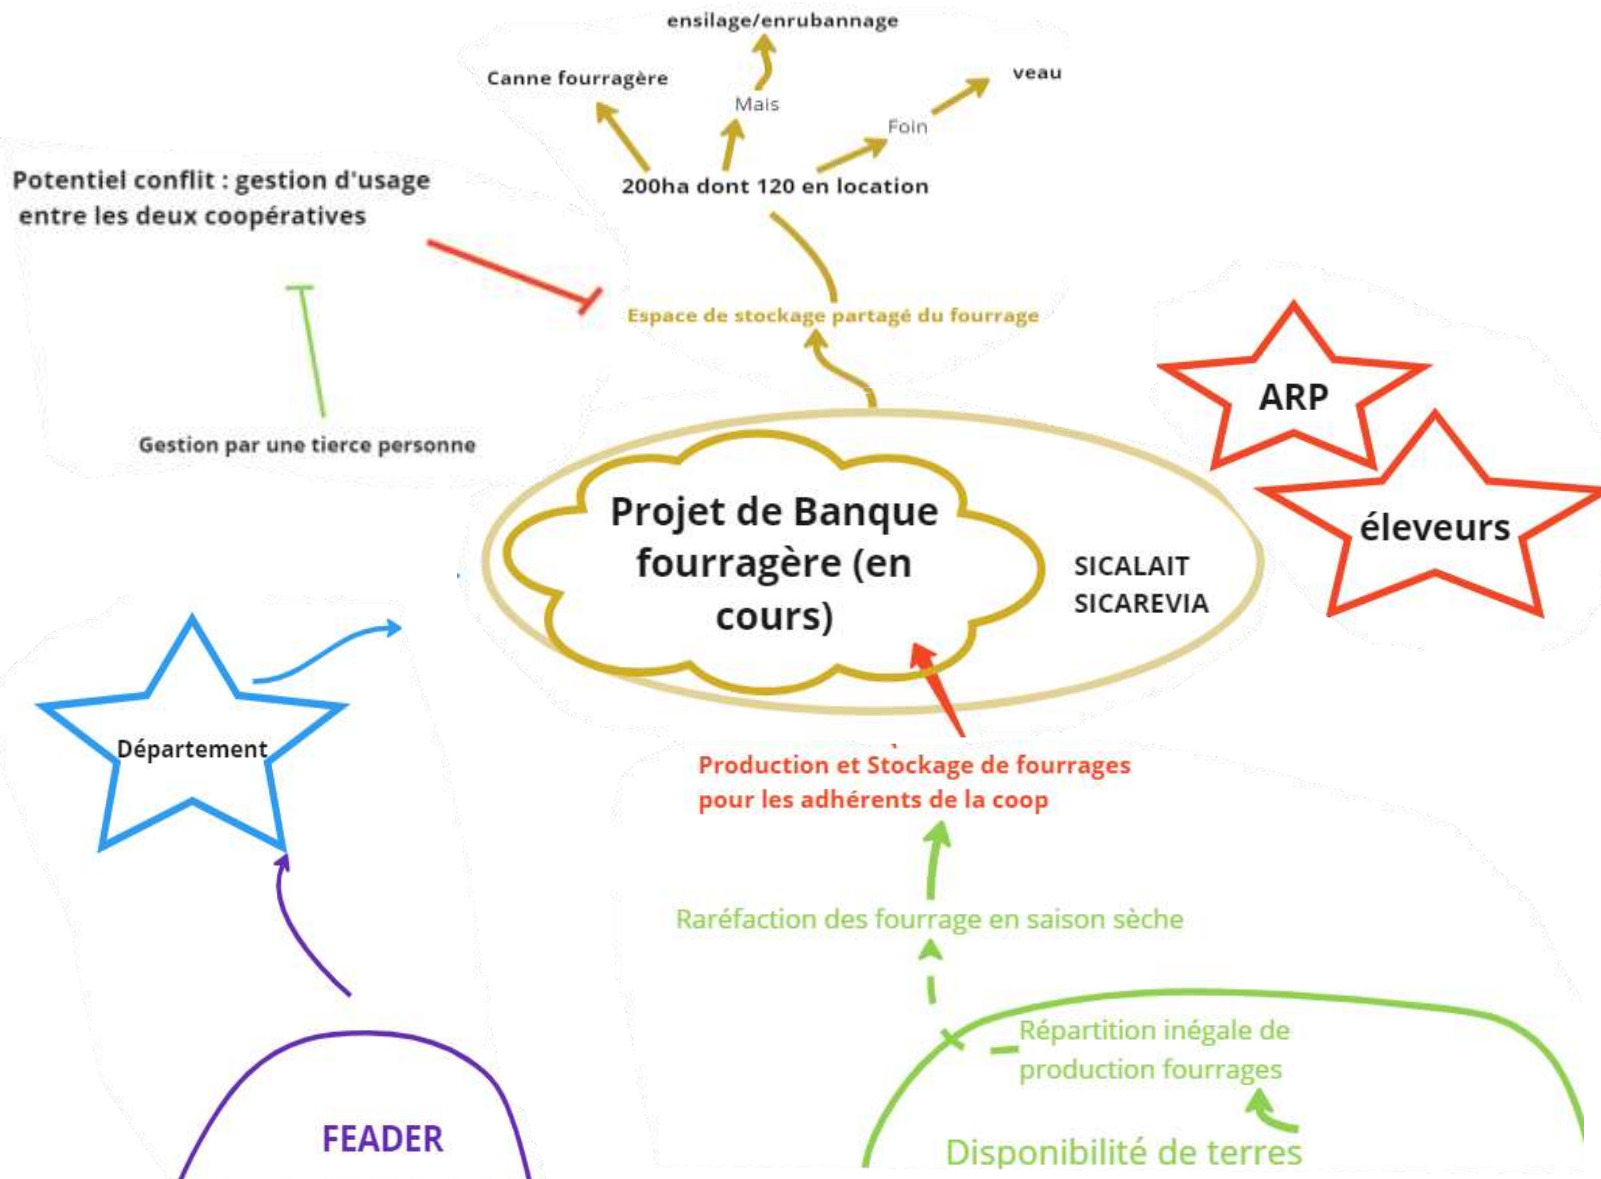 ensilage/enrubannage
Canne fourragère
veau
Mais
Foin
200ha dont 120 en location
Potentiel conflit : gestion d'usage
entre les deux coopératives
Espace de stockage partagé du fourrage
Gestion par une tierce personne
ARP
éleveurs
Projet de Banque
fourragère (en
cours)
SICALAIT
SICAREVIA
Département
Production et Stockage de fourrages
pour les adhérents de la coop
Raréfaction des fourrage en saison sèche
Répartition inégale de
production fourrages
Disponibilité de terres
FEADER